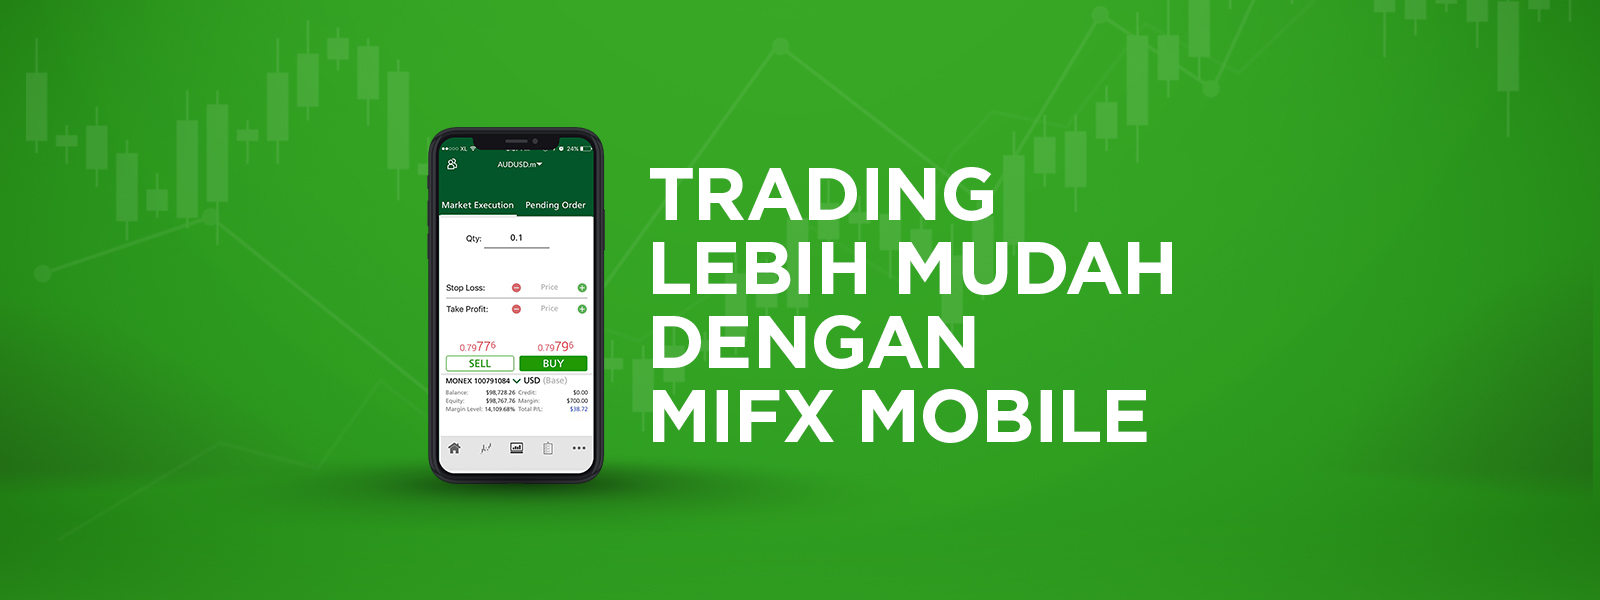 XL 24%
AUDUSD.m
Market Execution Pending Order
Qty: 0.1
Stop Loss: Price
Take Profit: Price
0.79776 0.79796
SELL BUY
MONEX 100791084 USD (Base)
Balance: $98,728.26 Credit: $0.00
Equity: $98,767.76 Margin: $700.00
Margin Level: 14,109.68% Total P/L: $38.72
TRADING
LEBIH MUDAH
DENGAN
MIFX MOBILE